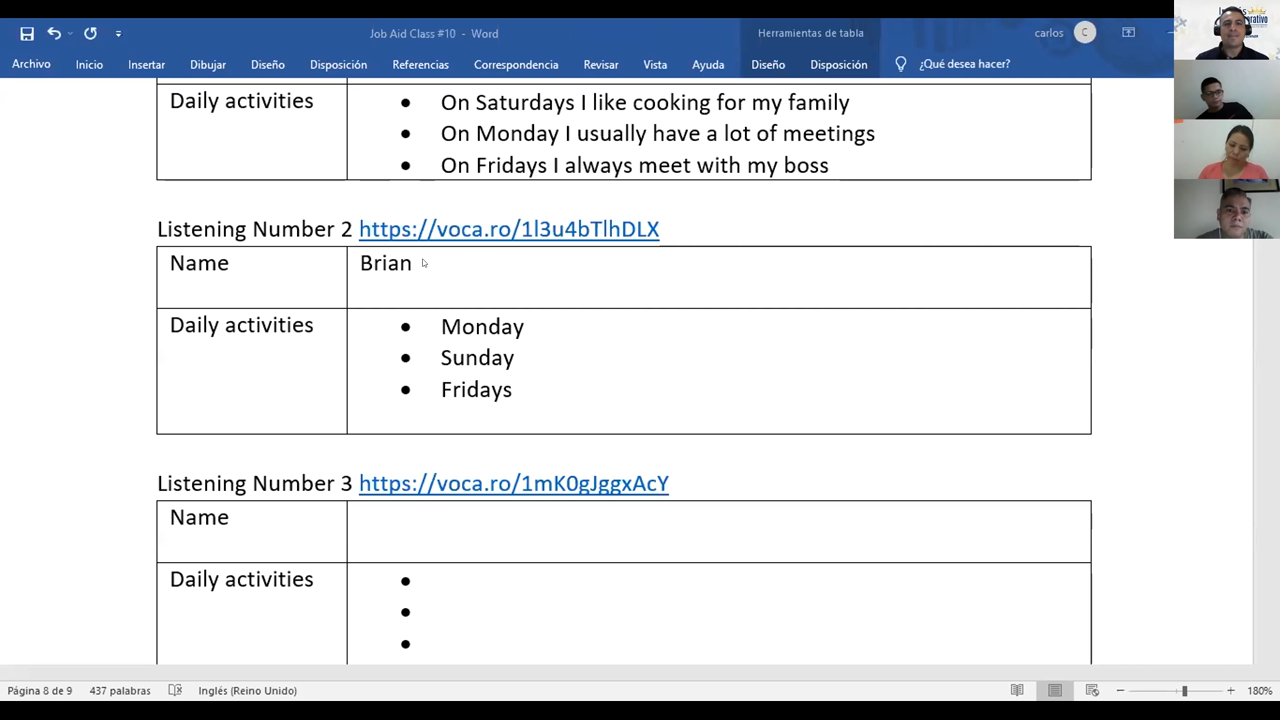 Job Aid Class #10 - Word
Herramientas de tabla
carlos
C
Archivo
Inicio
Insertar
Dibujar
Diseño
Disposición
Referencias
Correspondencia
Revisar
Vista
Ayuda
Diseño
Disposición
¿Qué desea hacer?
Daily activities
• On Saturdays I like cooking for my family
• On Monday I usually have a lot of meetings
• On Fridays I always meet with my boss
Listening Number 2 https://voca.ro/1l3u4bTlhDLX
Name
Brian
Daily activities
• Monday
• Sunday
• Fridays
Listening Number 3 https://voca.ro/1mK0gJggxAcY
Name
Daily activities
•
•
•
Página 8 de 9
437 palabras
Inglés (Reino Unido)
180%